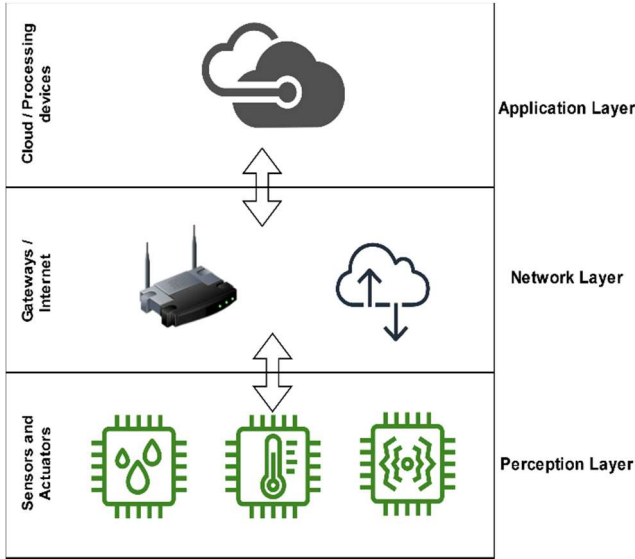 Cloud / Processing
devices
Application Layer
Gateways /
Internet
Network Layer
Sensors and
Actuators
Perception Layer